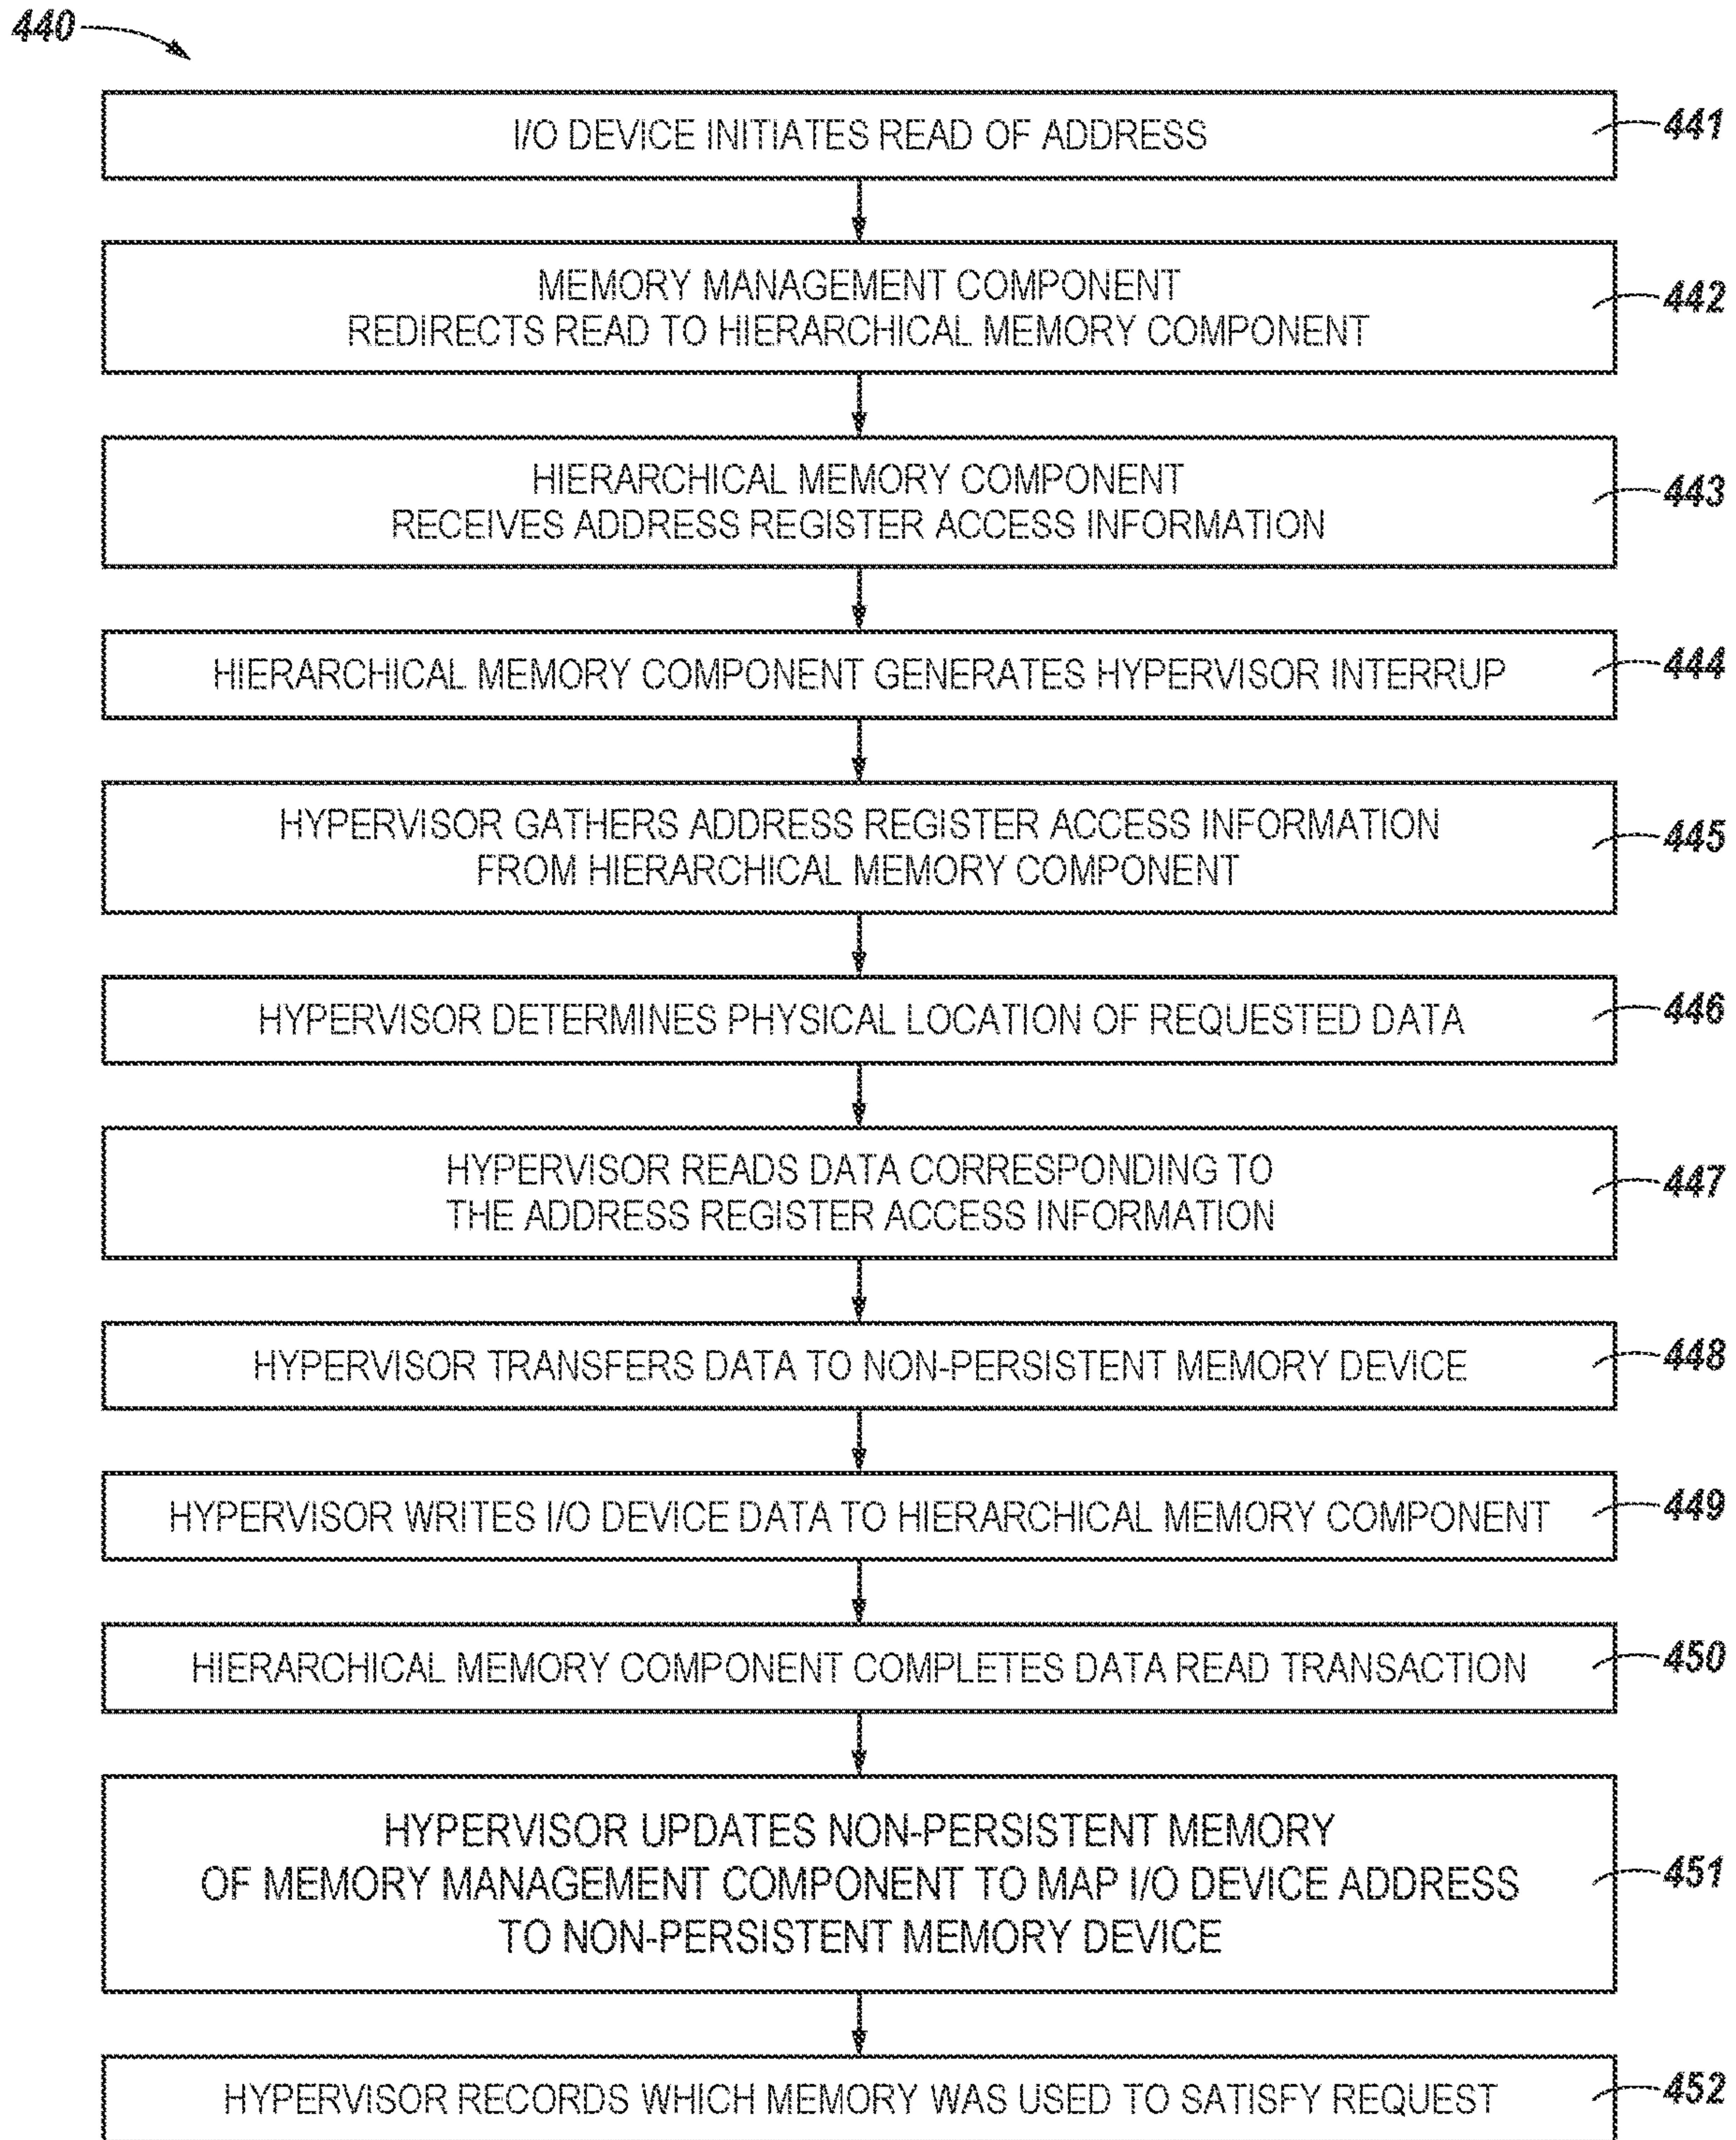 440
I/O DEVICE INITIATES READ OF ADDRESS
441
MEMORY MANAGEMENT COMPONENT
REDIRECTS READ TO HIERARCHICAL MEMORY COMPONENT
442
HIERARCHICAL MEMORY COMPONENT
RECEIVES ADDRESS REGISTER ACCESS INFORMATION
443
HIERARCHICAL MEMORY COMPONENT GENERATES HYPERVISOR INTERRUP
444
HYPERVISOR GATHERS ADDRESS REGISTER ACCESS INFORMATION
FROM HIERARCHICAL MEMORY COMPONENT
445
HYPERVISOR DETERMINES PHYSICAL LOCATION OF REQUESTED DATA
446
HYPERVISOR READS DATA CORRESPONDING TO
THE ADDRESS REGISTER ACCESS INFORMATION
447
HYPERVISOR TRANSFERS DATA TO NON-PERSISTENT MEMORY DEVICE
448
HYPERVISOR WRITES I/O DEVICE DATA TO HIERARCHICAL MEMORY COMPONENT
449
HIERARCHICAL MEMORY COMPONENT COMPLETES DATA READ TRANSACTION
450
HYPERVISOR UPDATES NON-PERSISTENT MEMORY
OF MEMORY MANAGEMENT COMPONENT TO MAP I/O DEVICE ADDRESS
TO NON-PERSISTENT MEMORY DEVICE
451
HYPERVISOR RECORDS WHICH MEMORY WAS USED TO SATISFY REQUEST
452